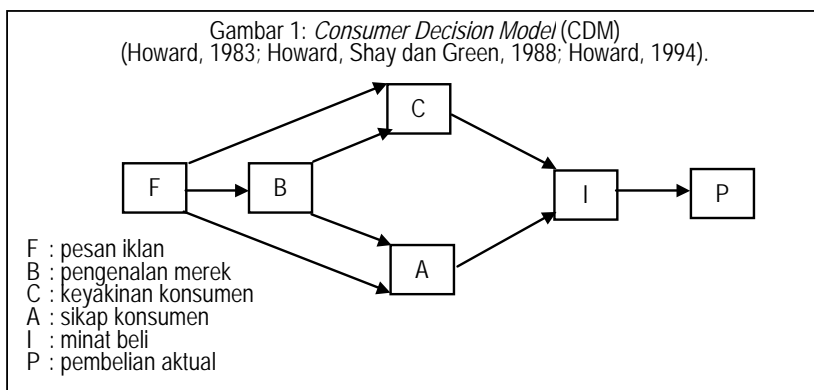 Gambar 1: Consumer Decision Model (CDM)
(Howard, 1983; Howard, Shay dan Green, 1988; Howard, 1994).
C
F
B
I
P
A
F : pesan iklan
B : pengenalan merek
C : keyakinan konsumen
A : sikap konsumen
I : minat beli
P : pembelian aktual